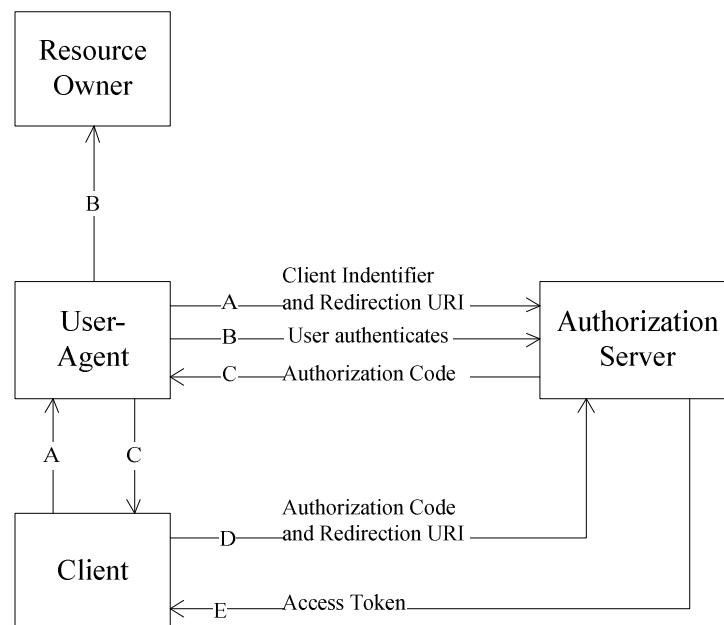 Resource
Owner
B
Client Indentifier
A and Redirection URI
User-
Agent
B User authenticates
C Authorization Code
Authorization
Server
A
C
Authorization Code
D and Redirection URI
Client
E Access Token